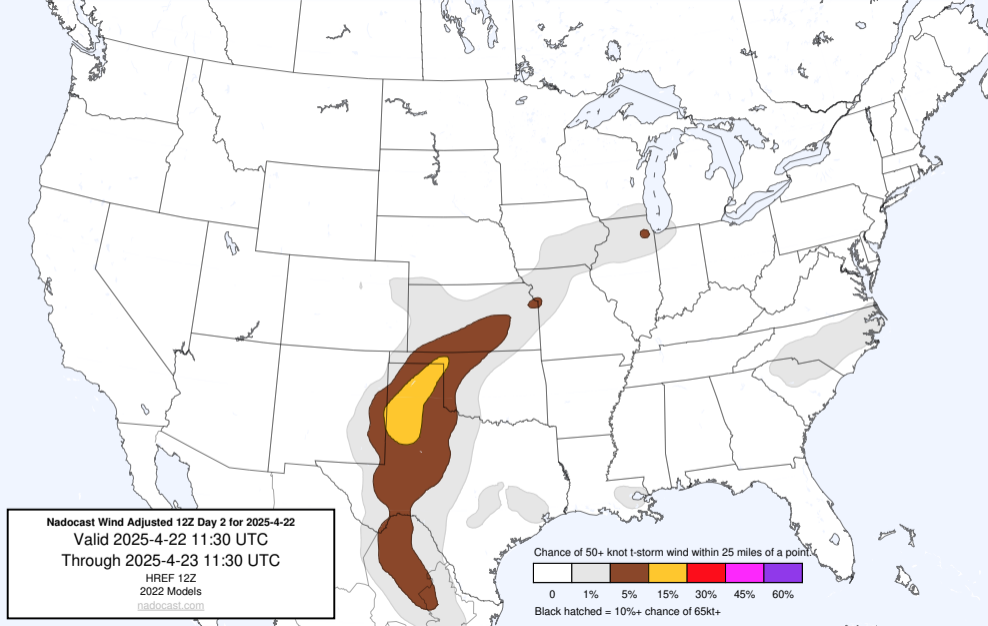 Nadocast Wind Adjusted 12Z Day 2 for 2025-4-22
Valid 2025-4-22 11:30 UTC
Through 2025-4-23 11:30 UTC
HREF 12Z
2022 Models
nadocast.com
Chance of 50+ knot t-storm wind within 25 miles of a point.
0 1% 5% 15% 30% 45% 60%
Black hatched = 10%+ chance of 65kt+